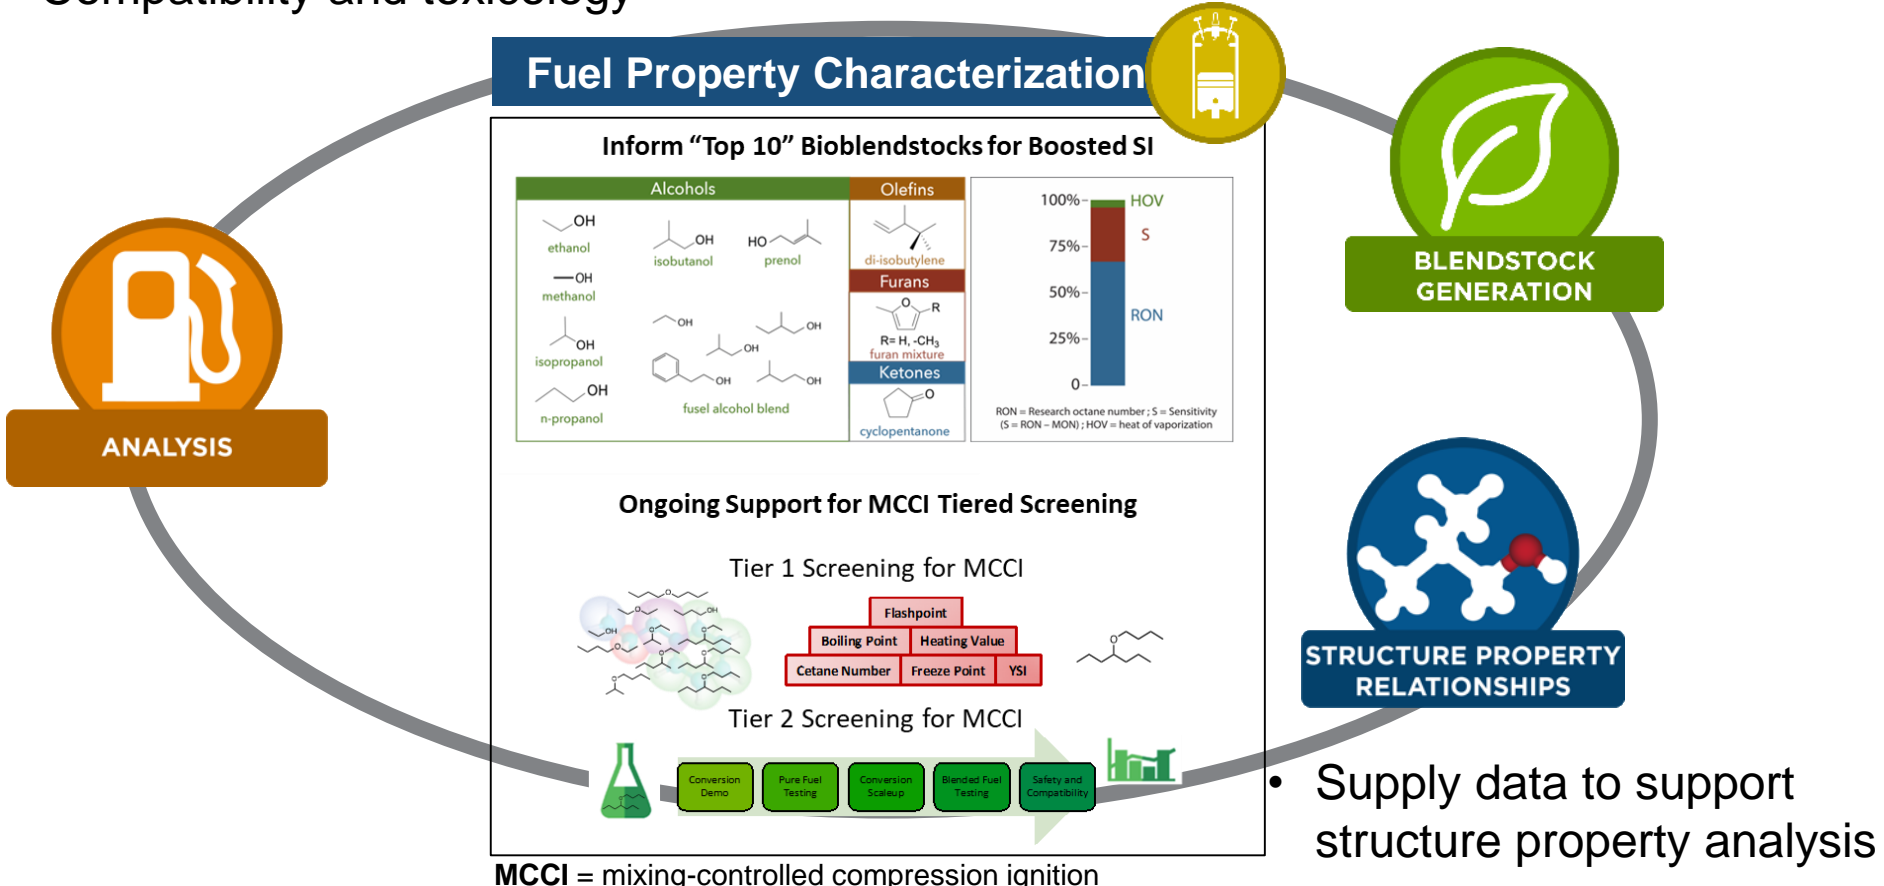 Compatibility and toxicology
Fuel Property Characterization
Inform “Top 10” Bioblendstocks for Boosted SI
Alcohols
OH
ethanol
OH
methanol
OH
isopropanol
OH
n-propanol
OH
isobutanol
HO
prenol
OH
OH
OH
OH
OH
fusel alcohol blend
Olefins
di-isobutylene
Furans
O
R
R= H, -CH₃
furan mixture
Ketones
O
cyclopentanone
100%
75%
50%
25%
0
HOV
S
RON
RON = Research octane number ; S = Sensitivity
(S = RON – MON) ; HOV = heat of vaporization
ANALYSIS
BLENDSTOCK
GENERATION
STRUCTURE PROPERTY
RELATIONSHIPS
Ongoing Support for MCCI Tiered Screening
Tier 1 Screening for MCCI
Flashpoint
Boiling Point
Heating Value
Cetane Number
Freeze Point
YSI
O
Tier 2 Screening for MCCI
Conversion
Demo
Pure Fuel
Testing
Conversion
Scaleup
Blended Fuel
Testing
Safety and
Compatibility
• Supply data to support
structure property analysis
MCCI = mixing-controlled compression ignition